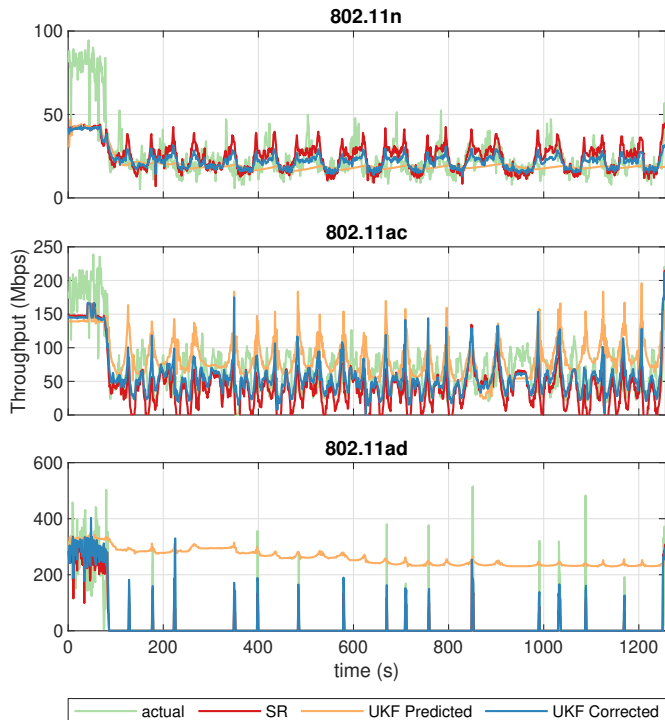 802.11n
100
50
0
802.11ac
250
200
150
100
50
0
Throughput (Mbps)
802.11ad
600
400
200
0
0 200 400 600 800 1000 1200
time (s)
actual SR UKF Predicted UKF Corrected